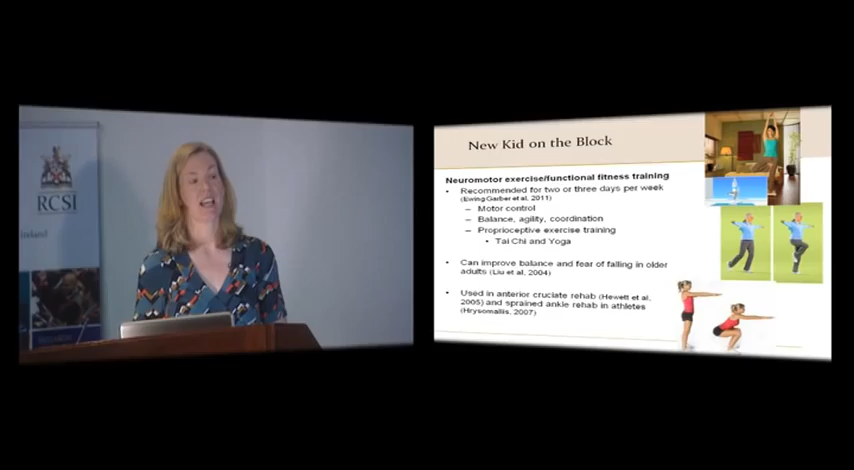 RCSI
New Kid on the Block
Neuromotor exercise/functional fitness training
• Recommended for two or three days per week
(Ewing Garber et al, 2011)
– Motor control
– Balance, agility, coordination
– Proprioceptive exercise training
• Tai Chi and Yoga
• Can improve balance and fear of falling in older
adults (Liu et al, 2004)
• Used in anterior cruciate rehab (Hewett et al,
2005) and sprained ankle rehab in athletes
(Hrysomallis, 2007)